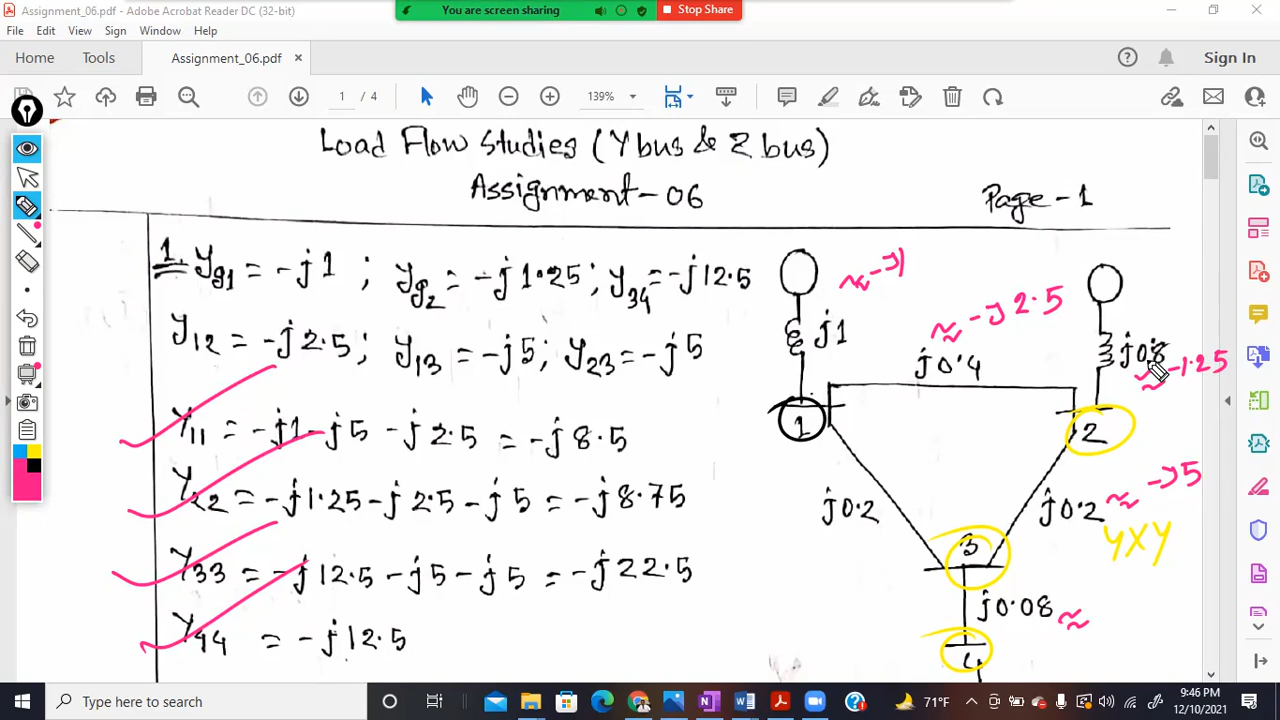 Assignment_06.pdf - Adobe Acrobat Reader DC (32-bit)
You are screen sharing
Stop Share
File Edit View Sign Window Help
Home Tools Assignment_06.pdf × Sign In
1 / 4 139%
Load Flow Studies (Y bus & Z bus)
Assignment-06
Page-1
1. Yg1 = -j1 ; Yg2 = -j1.25 ; Y34 = -j12.5
Y12 = -j2.5 ; Y13 = -j5 ; Y23 = -j5
Y11 = -j1 - j5 - j2.5 = -j8.5
Y22 = -j1.25 - j2.5 - j5 = -j8.75
Y33 = -j12.5 - j5 - j5 = -j22.5
Y44 = -j12.5
≈ -j1
j1
≈ -j2.5
j0.4
j0.8
-1.25
1
2
j0.2
j0.2
≈ -j5
4X4
3
j0.08 ≈
4
Type here to search
71°F
9:46 PM
12/10/2021